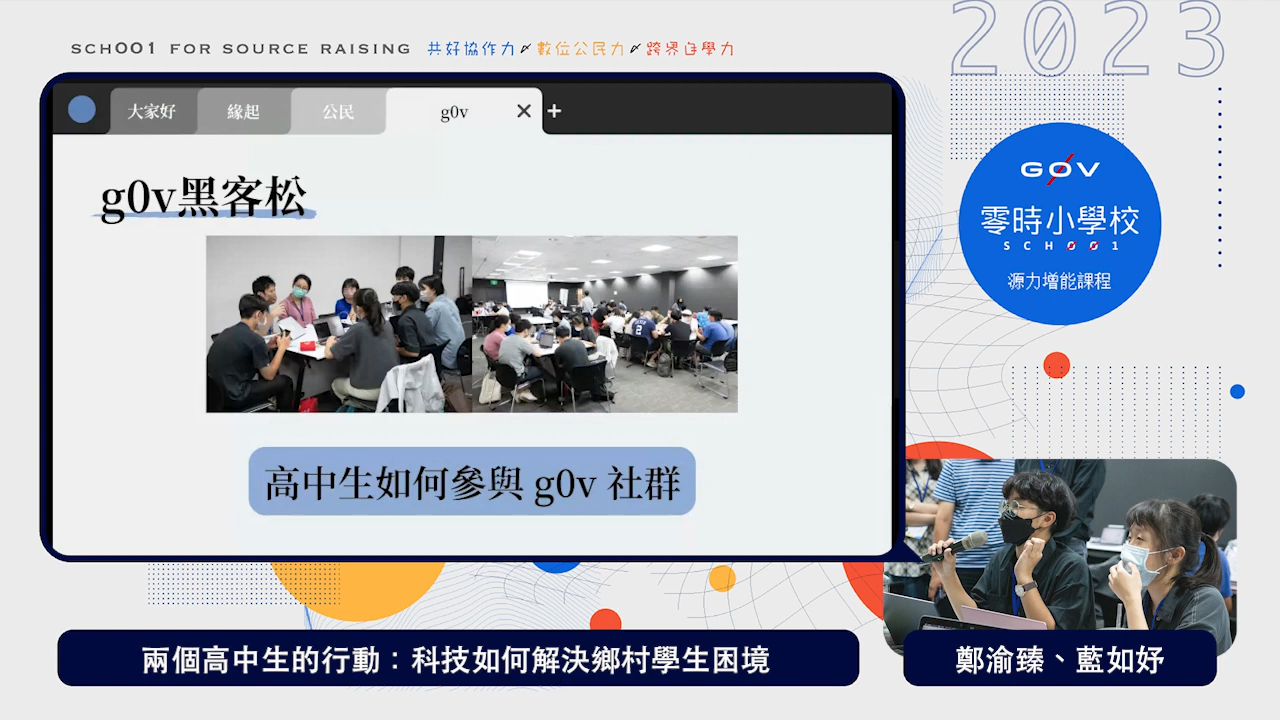 SCHOO1 FOR SOURCE RAISING 共好協作力 數位公民力 跨界自學力
2023
大家好 緣起 公民 g0v
g0v黑客松
高中生如何參與 g0v 社群
G0V
零時小學校
SCH001
源力增能課程
兩個高中生的行動：科技如何解決鄉村學生困境
鄭渝臻、藍如妤